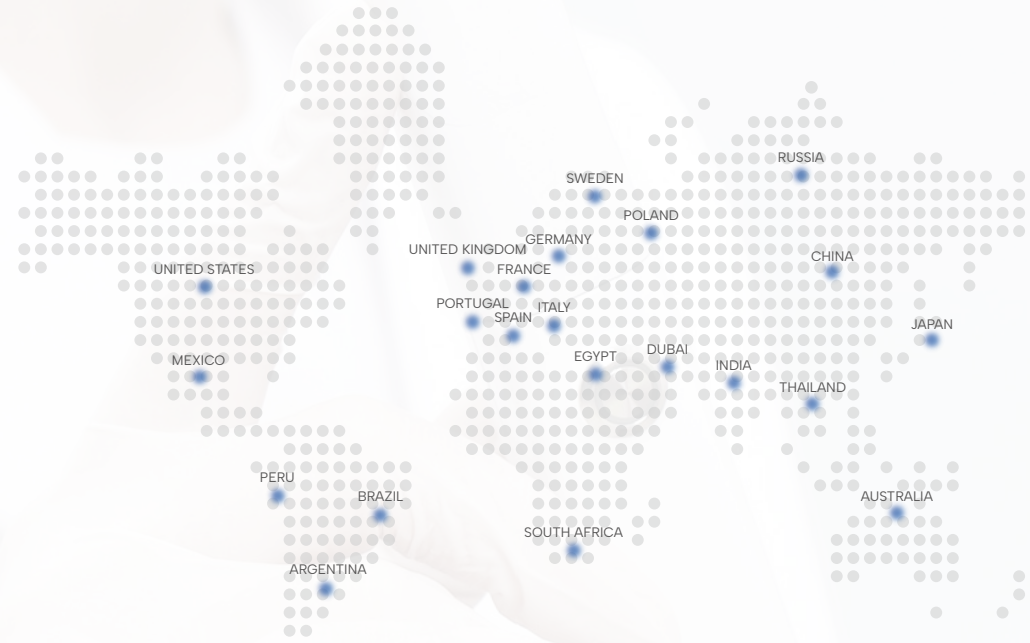 RUSSIA
SWEDEN
POLAND
GERMANY
UNITED KINGDOM
CHINA
UNITED STATES
FRANCE
PORTUGAL
ITALY
SPAIN
JAPAN
DUBAI
EGYPT
MEXICO
INDIA
THAILAND
PERU
BRAZIL
AUSTRALIA
SOUTH AFRICA
ARGENTINA